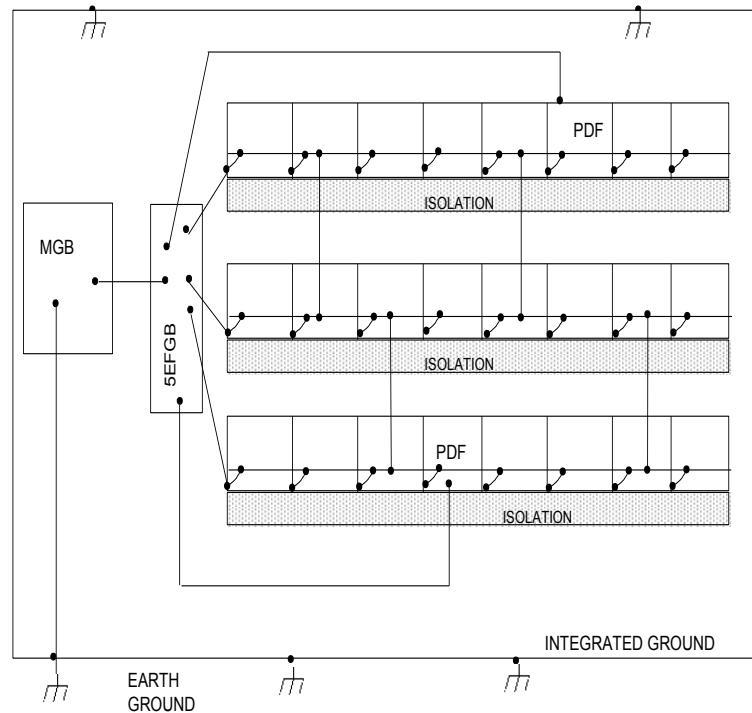 PDF
ISOLATION
MGB
5EFGB
ISOLATION
PDF
ISOLATION
INTEGRATED GROUND
EARTH
GROUND